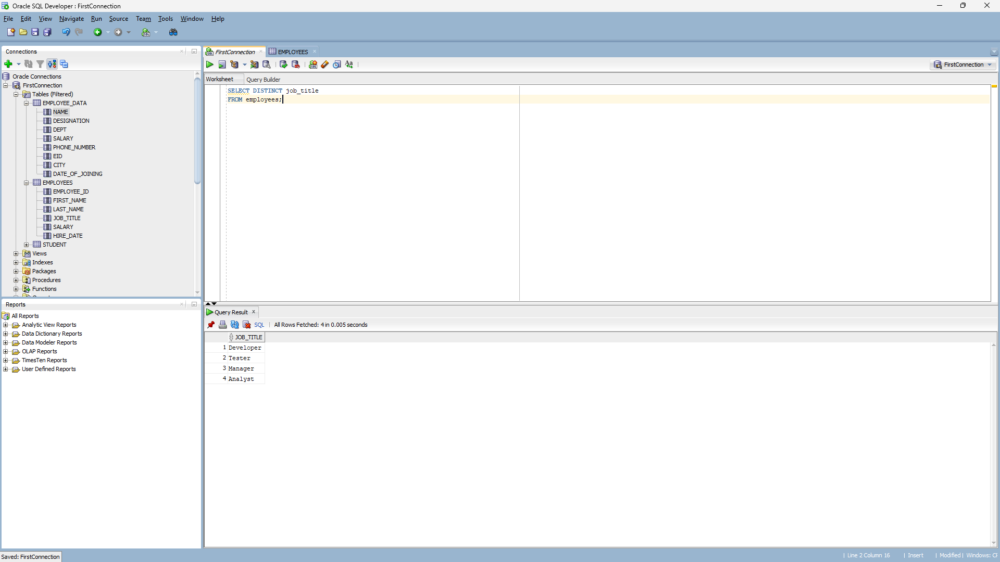 Oracle SQL Developer : FirstConnection
File Edit View Navigate Run Source Team Tools Window Help
Connections
Oracle Connections
FirstConnection
Tables (Filtered)
EMPLOYEE_DATA
NAME
DESIGNATION
DEPT
SALARY
PHONE_NUMBER
EID
CITY
DATE_OF_JOINING
EMPLOYEES
EMPLOYEE_ID
FIRST_NAME
LAST_NAME
JOB_TITLE
SALARY
HIRE_DATE
STUDENT
Views
Indexes
Packages
Procedures
Functions
Reports
All Reports
Analytic View Reports
Data Dictionary Reports
Data Modeler Reports
OLAP Reports
TimesTen Reports
User Defined Reports
FirstConnection EMPLOYEES
FirstConnection
Worksheet Query Builder
SELECT DISTINCT job_title
FROM employees;
Query Result
SQL | All Rows Fetched: 4 in 0.005 seconds
JOB_TITLE
1 Developer
2 Tester
3 Manager
4 Analyst
Saved: FirstConnection
| Line 2 Column 16 | Insert | Modified | Windows: